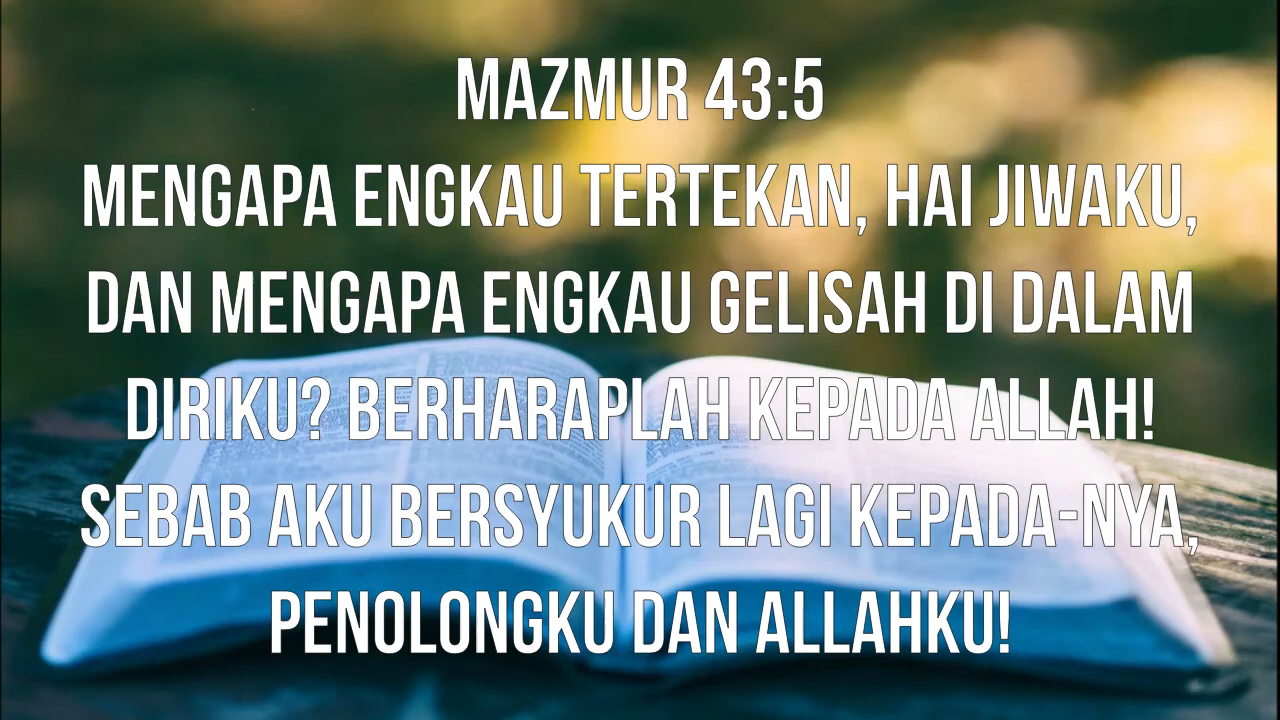 MAZMUR 43:5
MENGAPA ENGKAU TERTEKAN, HAI JIWAKU,
DAN MENGAPA ENGKAU GELISAH DI DALAM
DIRIKU? BERHARAPLAH KEPADA ALLAH!
SEBAB AKU BERSYUKUR LAGI KEPADA-NYA,
PENOLONGKU DAN ALLAHKU!